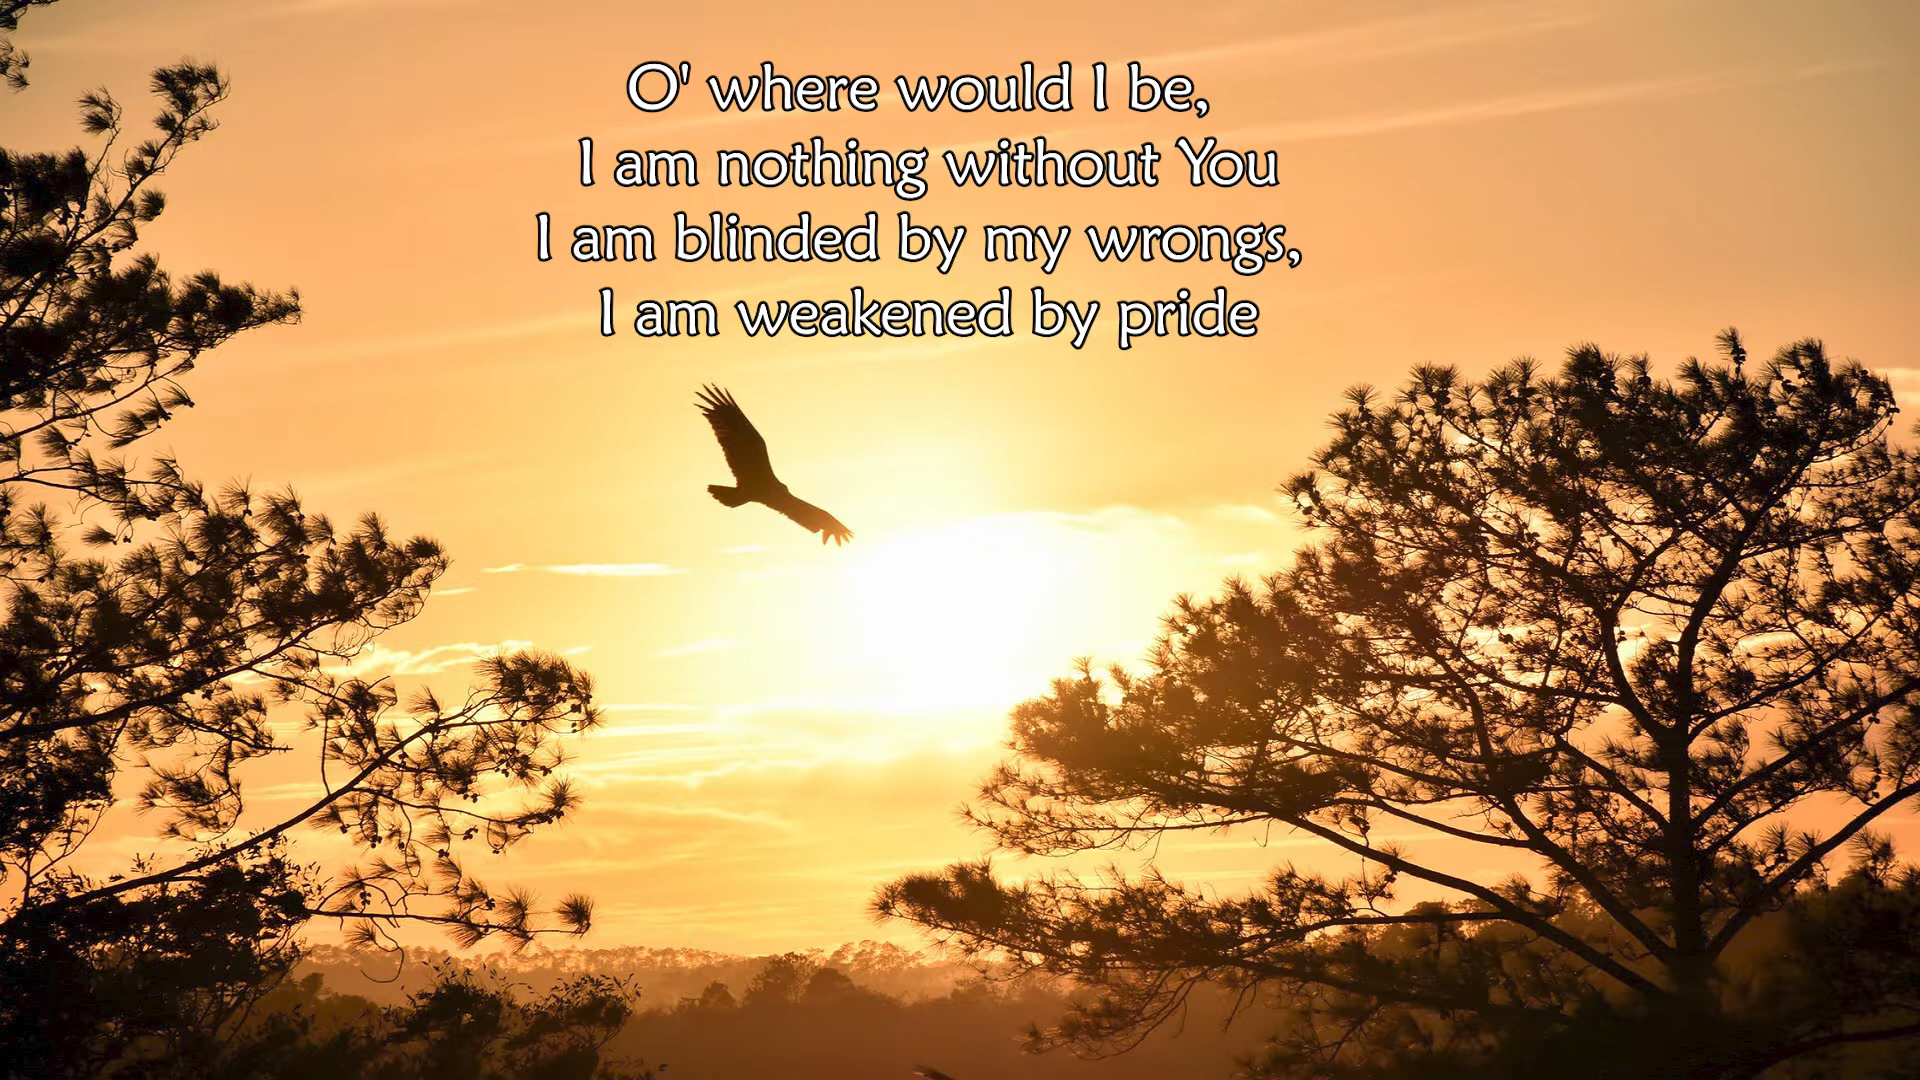 O' where would I be,
I am nothing without You
I am blinded by my wrongs,
I am weakened by pride